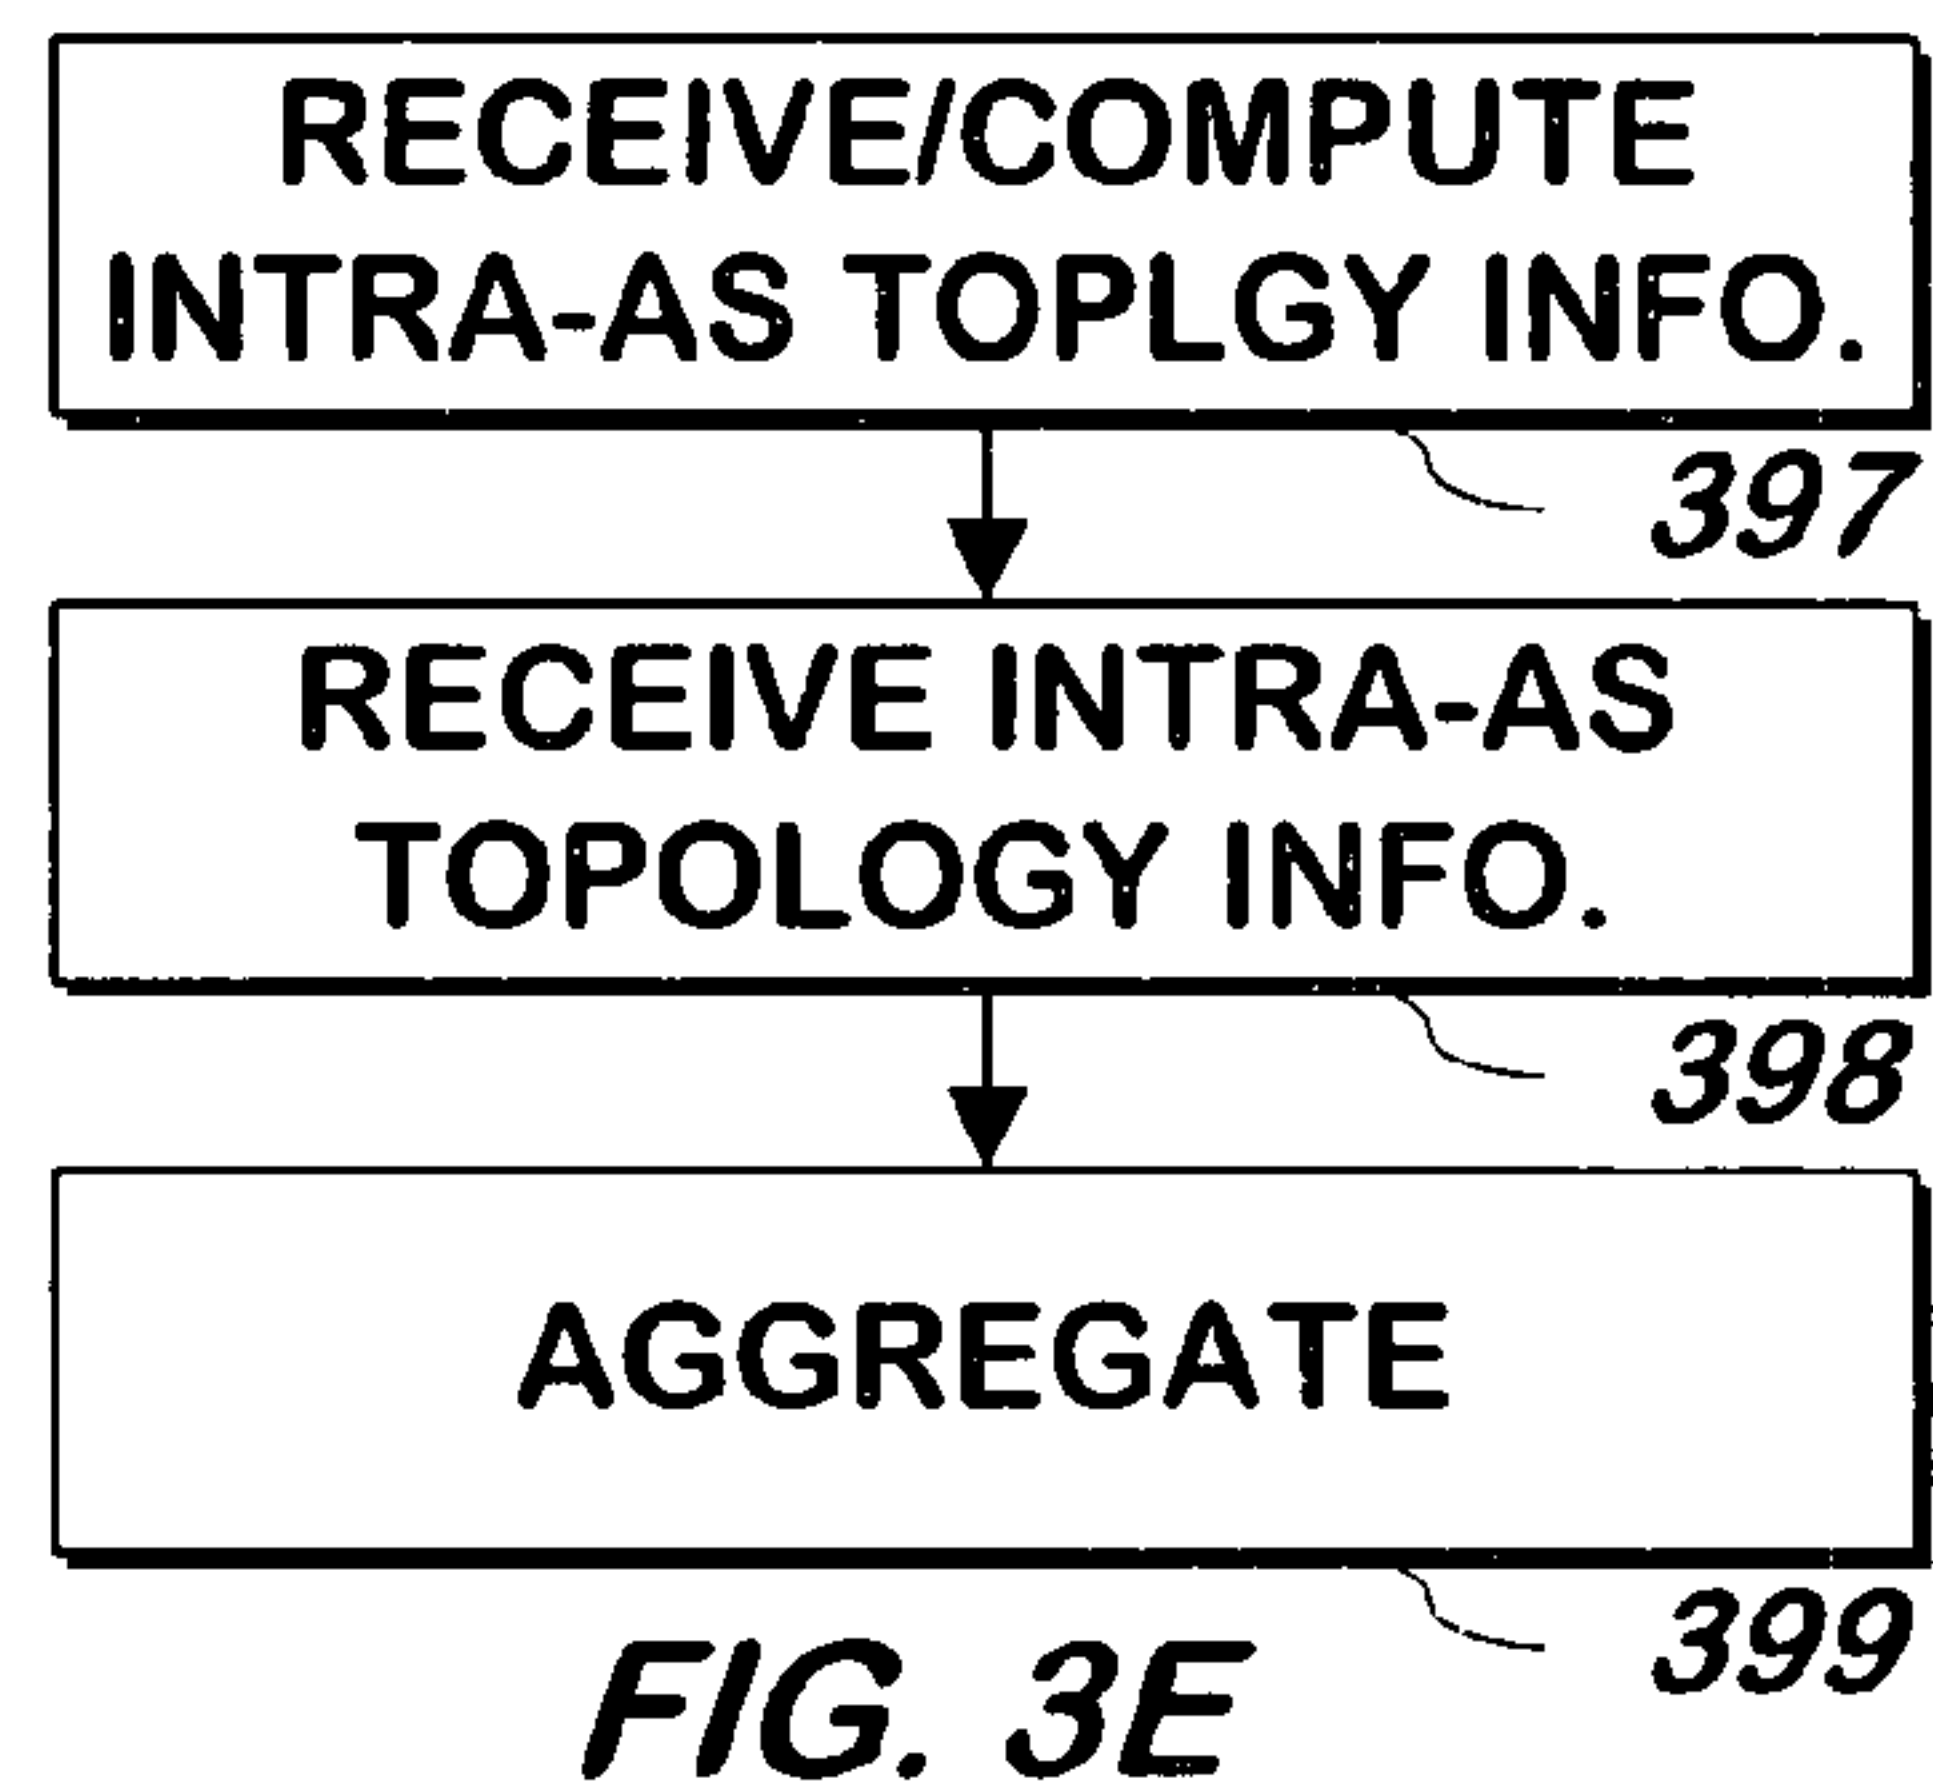 RECEIVE/COMPUTE
INTRA-AS TOPLGY INFO.
397
RECEIVE INTRA-AS
TOPOLOGY INFO.
398
AGGREGATE
399
FIG. 3E